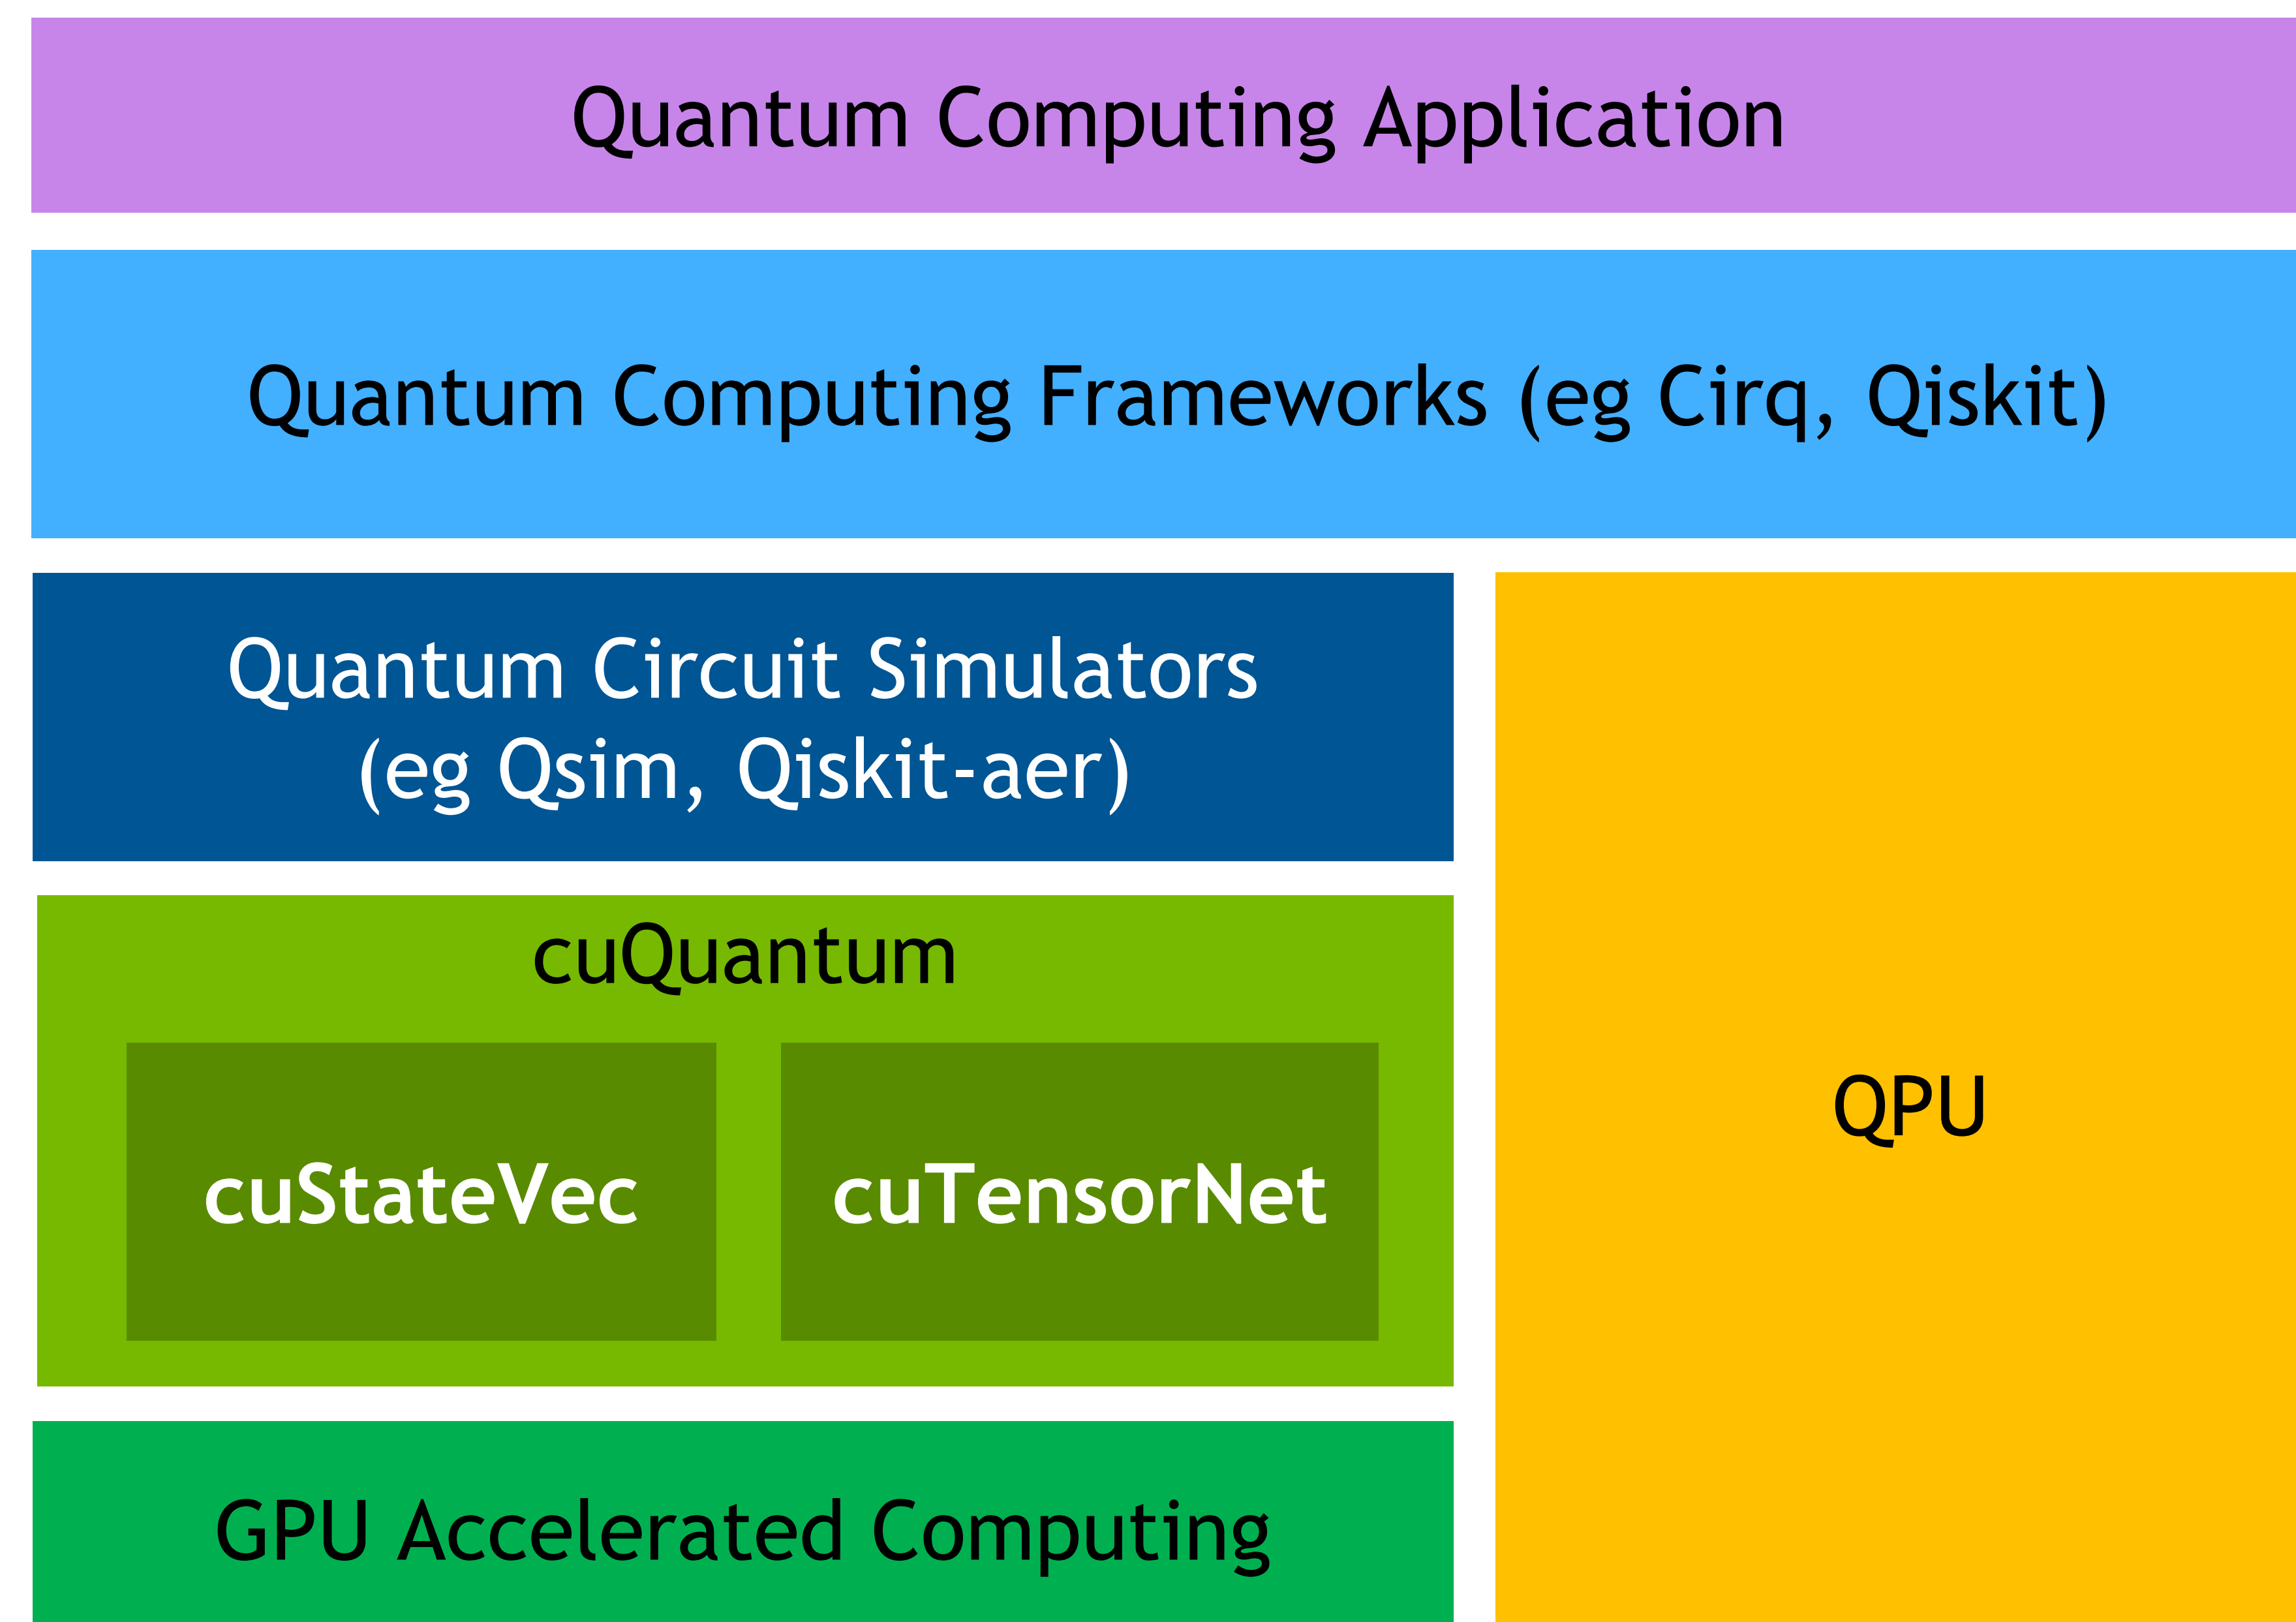 Quantum Computing Application
Quantum Computing Frameworks (eg Cirq, Qiskit)
Quantum Circuit Simulators
(eg Qsim, Qiskit-aer)
cuQuantum
cuStateVec
cuTensorNet
GPU Accelerated Computing
QPU